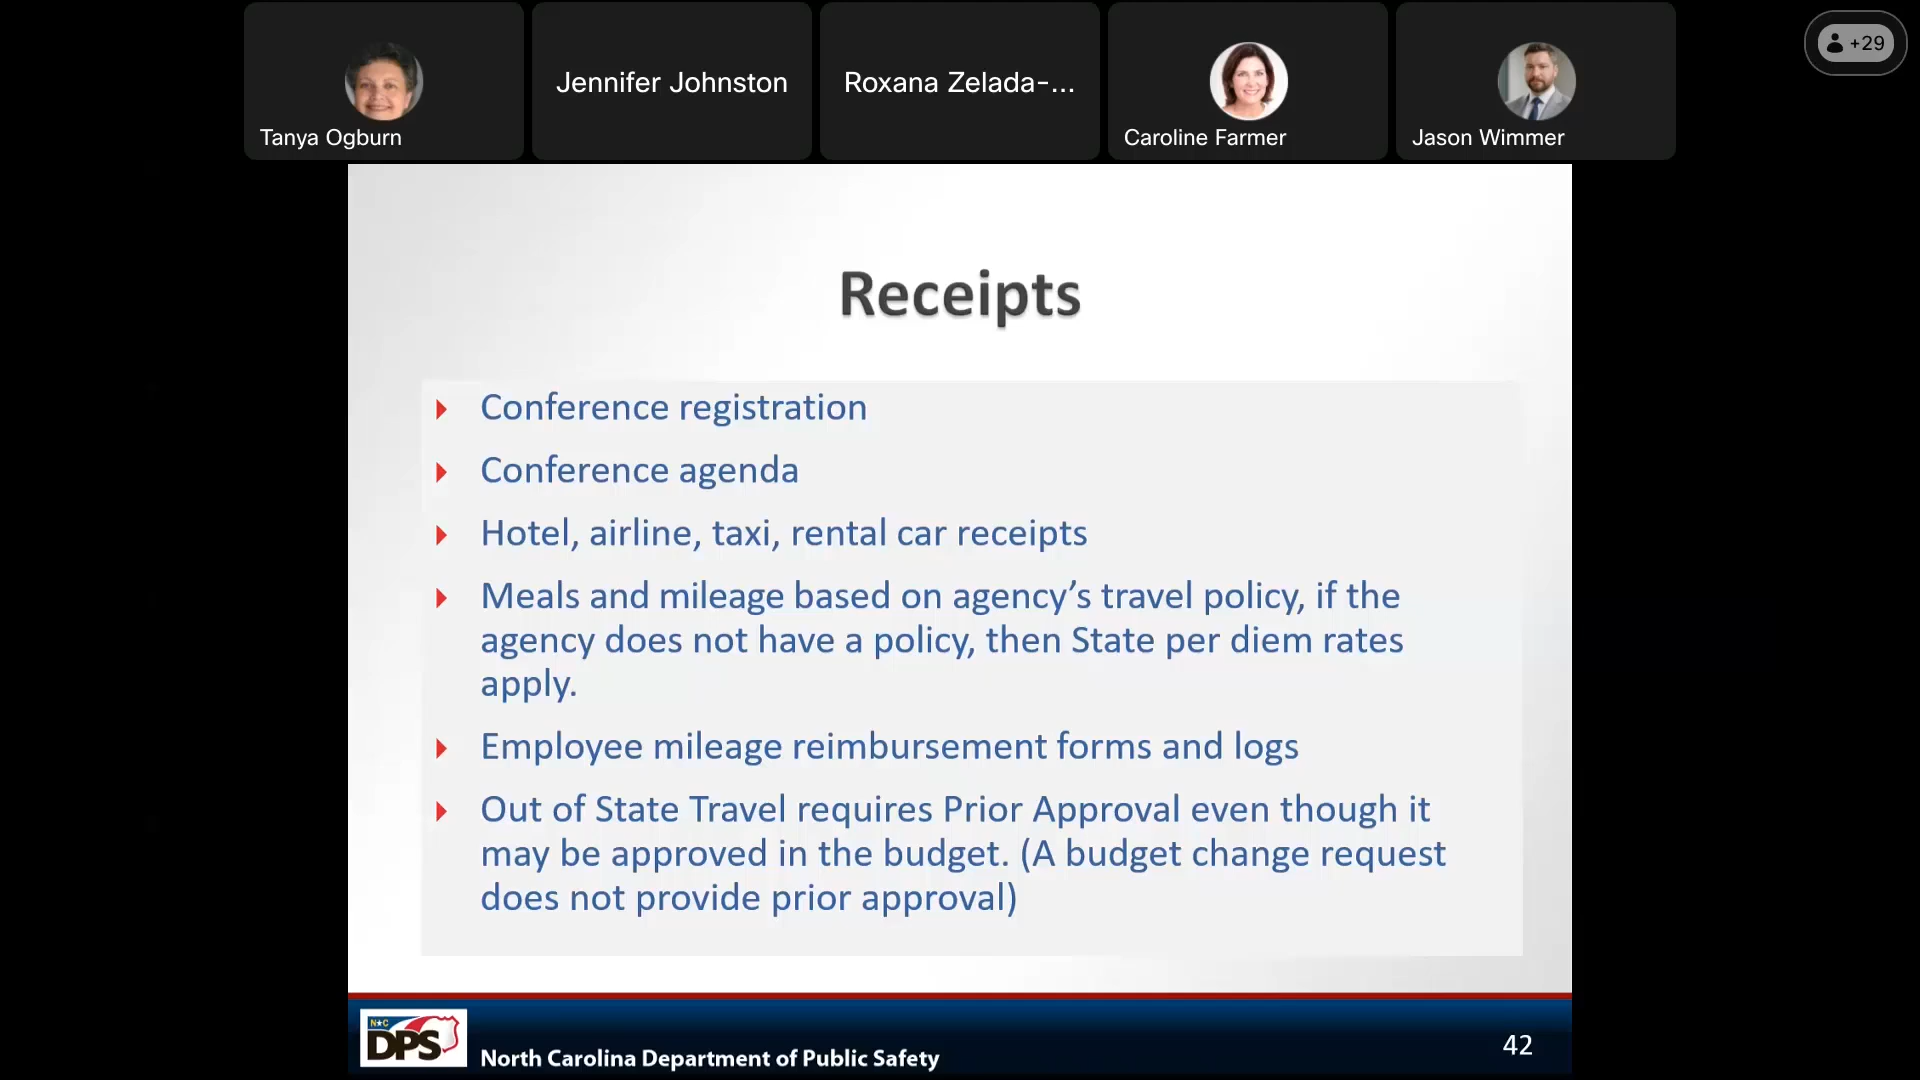 Tanya Ogburn
Jennifer Johnston
Roxana Zelada-...
Caroline Farmer
Jason Wimmer
+29
Receipts
Conference registration
Conference agenda
Hotel, airline, taxi, rental car receipts
Meals and mileage based on agency’s travel policy, if the
agency does not have a policy, then State per diem rates
apply.
Employee mileage reimbursement forms and logs
Out of State Travel requires Prior Approval even though it
may be approved in the budget. (A budget change request
does not provide prior approval)
N★C
DPS
North Carolina Department of Public Safety
42